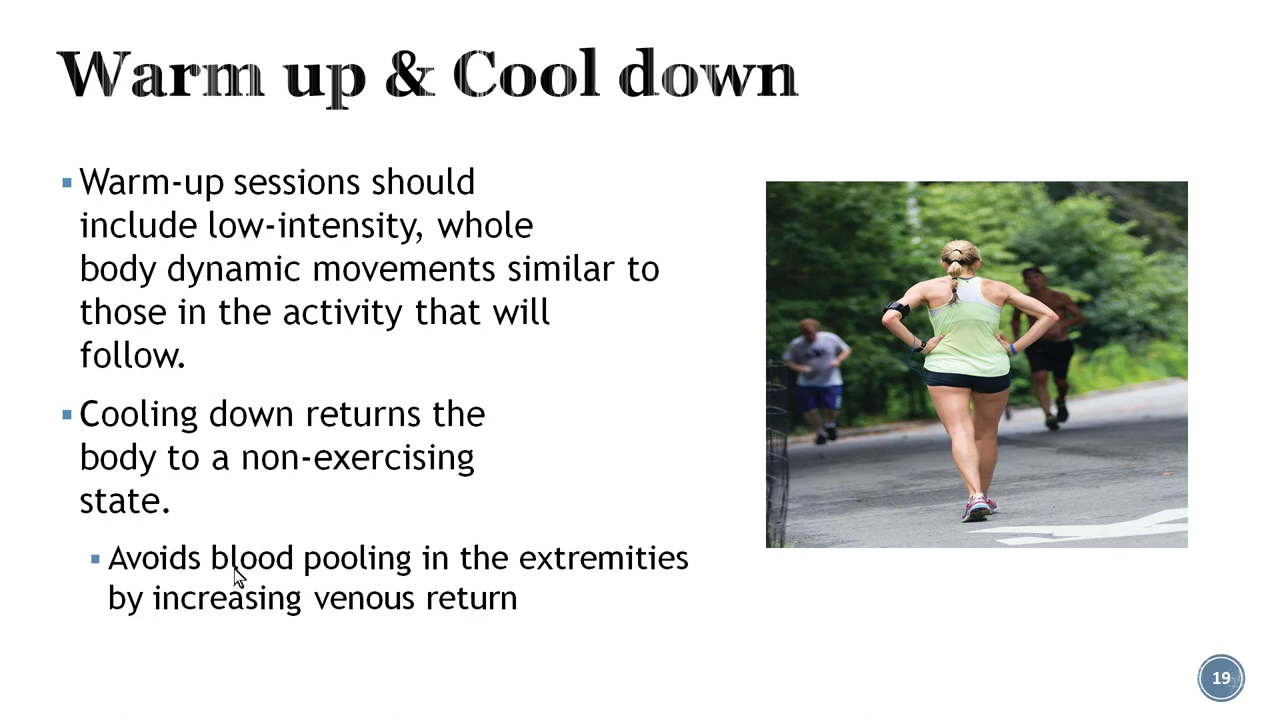 Warm up & Cool down
Warm-up sessions should
include low-intensity, whole
body dynamic movements similar to
those in the activity that will
follow.
Cooling down returns the
body to a non-exercising
state.
Avoids blood pooling in the extremities
by increasing venous return
19